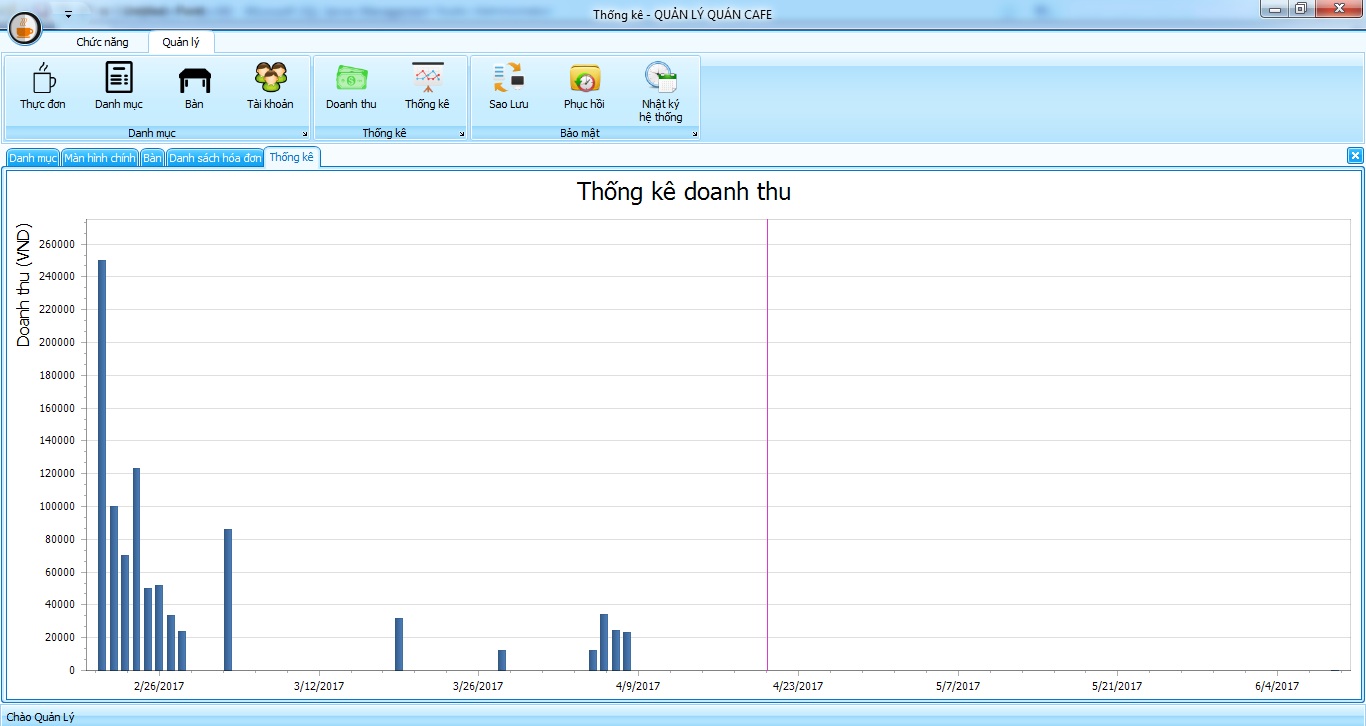 Thống kê - QUẢN LÝ QUÁN CAFE
Chức năng
Quản lý
Thực đơn
Danh mục
Bàn
Tài khoản
Doanh thu
Thống kê
Sao Lưu
Phục hồi
Nhật ký
hệ thống
Danh mục
Thống kê
Bảo mật
Danh mục
Màn hình chính
Bàn
Danh sách hóa đơn
Thống kê
Thống kê doanh thu
Doanh thu (VND)
260000
240000
220000
200000
180000
160000
140000
120000
100000
80000
60000
40000
20000
0
2/26/2017
3/12/2017
3/26/2017
4/9/2017
4/23/2017
5/7/2017
5/21/2017
6/4/2017
Chào Quản Lý